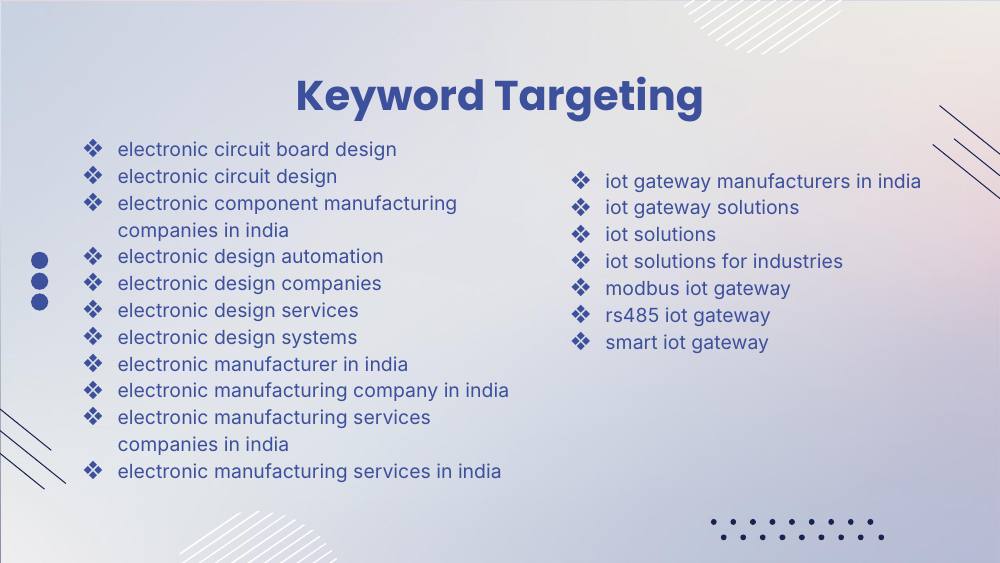 Keyword Targeting
❖ electronic circuit board design
❖ electronic circuit design
❖ electronic component manufacturing
companies in india
❖ electronic design automation
❖ electronic design companies
❖ electronic design services
❖ electronic design systems
❖ electronic manufacturer in india
❖ electronic manufacturing company in india
❖ electronic manufacturing services
companies in india
❖ electronic manufacturing services in india
❖ iot gateway manufacturers in india
❖ iot gateway solutions
❖ iot solutions
❖ iot solutions for industries
❖ modbus iot gateway
❖ rs485 iot gateway
❖ smart iot gateway